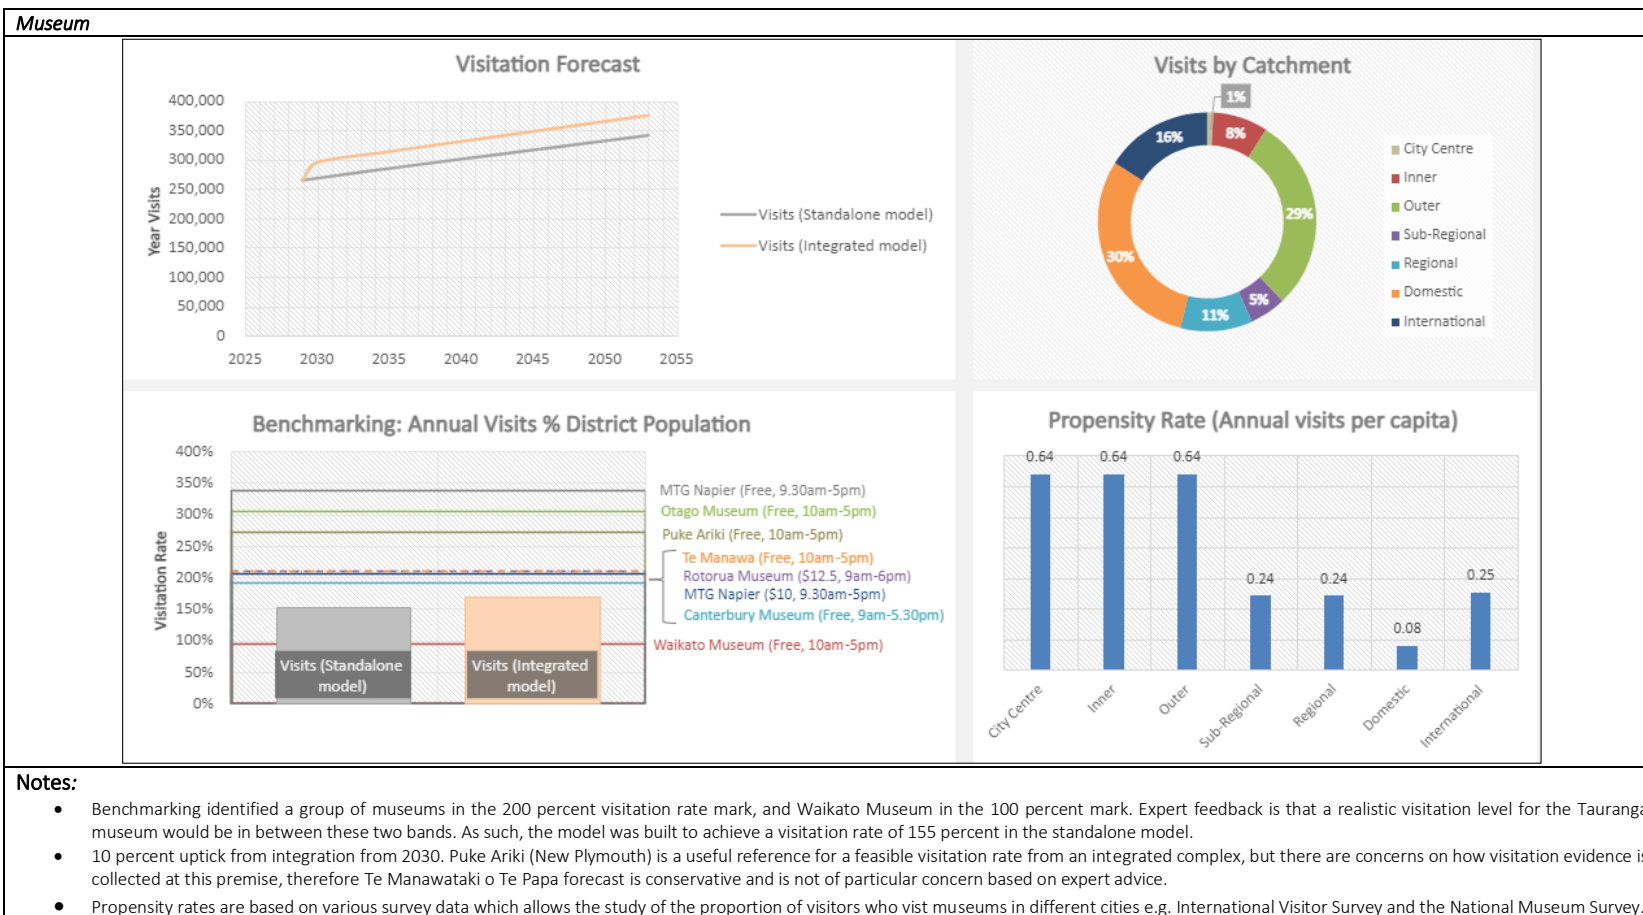 Museum
Visitation Forecast
400,000
350,000
300,000
250,000
200,000
150,000
100,000
50,000
0
Year Visits
2025 2030 2035 2040 2045 2050 2055
Visits (Standalone model)
Visits (Integrated model)
Visits by Catchment
1%
8%
29%
5%
11%
30%
16%
City Centre
Inner
Outer
Sub-Regional
Regional
Domestic
International
Benchmarking: Annual Visits % District Population
400%
350%
300%
250%
200%
150%
100%
50%
0%
Visitation Rate
Visits (Standalone
model)
Visits (Integrated
model)
MTG Napier (Free, 9.30am-5pm)
Otago Museum (Free, 10am-5pm)
Puke Ariki (Free, 10am-5pm)
Te Manawa (Free, 10am-5pm)
Rotorua Museum ($12.5, 9am-6pm)
MTG Napier ($10, 9.30am-5pm)
Canterbury Museum (Free, 9am-5.30pm)
Waikato Museum (Free, 10am-5pm)
Propensity Rate (Annual visits per capita)
0.64 0.64 0.64 0.24 0.24 0.08 0.25
City Centre Inner Outer Sub-Regional Regional Domestic International
Notes:
• Benchmarking identified a group of museums in the 200 percent visitation rate mark, and Waikato Museum in the 100 percent mark. Expert feedback is that a realistic visitation level for the Tauranga
museum would be in between these two bands. As such, the model was built to achieve a visitation rate of 155 percent in the standalone model.
• 10 percent uptick from integration from 2030. Puke Ariki (New Plymouth) is a useful reference for a feasible visitation rate from an integrated complex, but there are concerns on how visitation evidence is
collected at this premise, therefore Te Manawataki o Te Papa forecast is conservative and is not of particular concern based on expert advice.
• Propensity rates are based on various survey data which allows the study of the proportion of visitors who vist museums in different cities e.g. International Visitor Survey and the National Museum Survey.